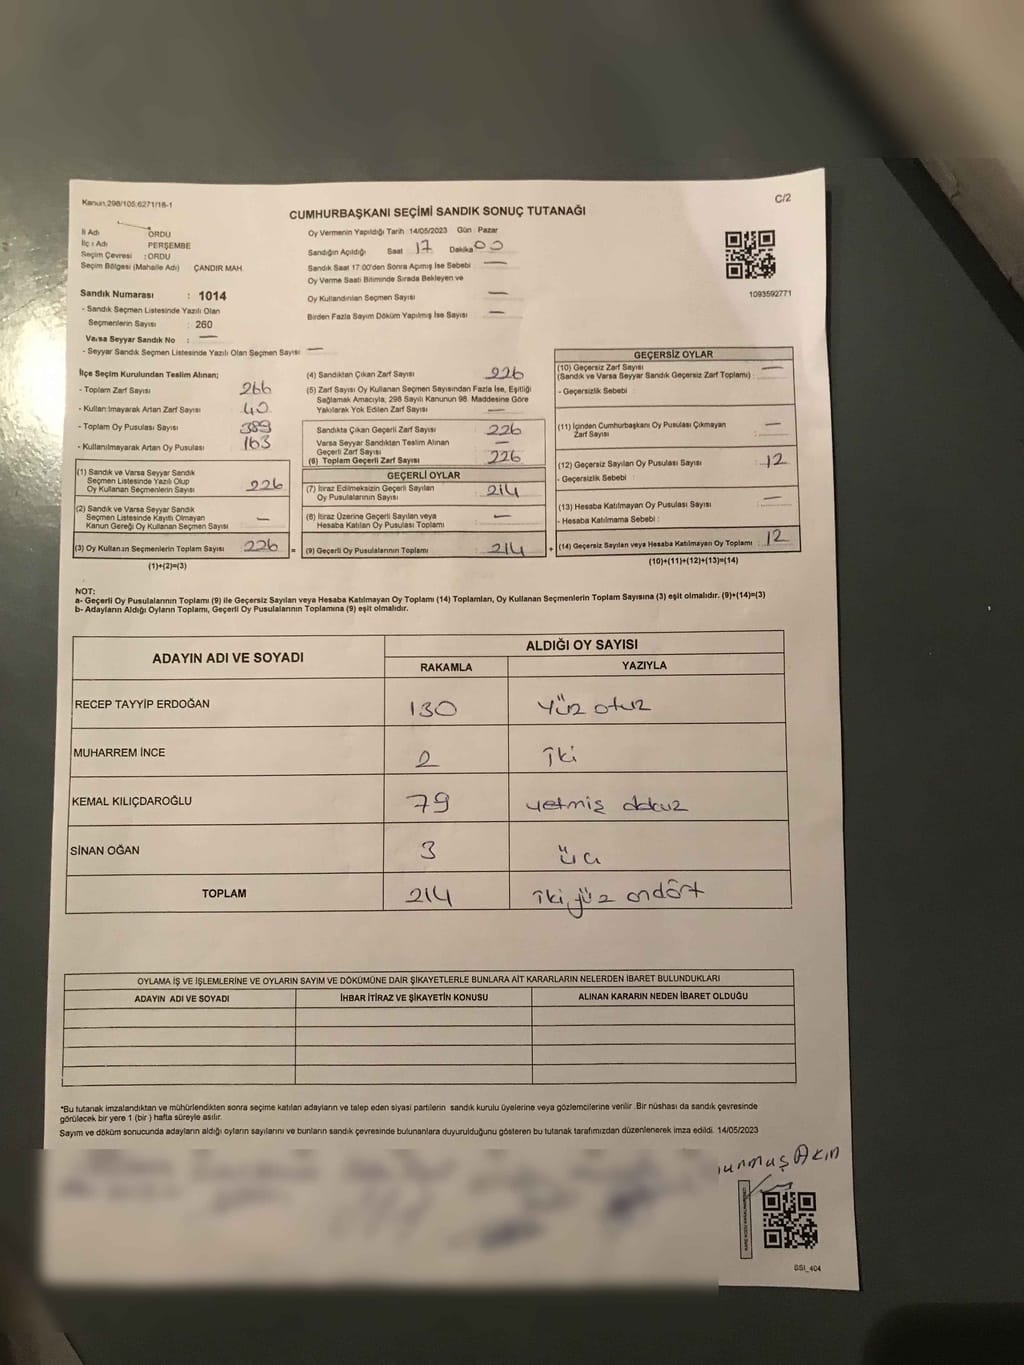 Kanun.298/105:6271/18-1
C/2
CUMHURBAŞKANI SEÇİMİ SANDIK SONUÇ TUTANAĞI
İl Adı : ORDU
İlçe Adı : PERŞEMBE
Seçim Çevresi : ORDU
Seçim Bölgesi (Mahalle Adı) ÇANDIR MAH.
Oy Vermenin Yapıldığı Tarih 14/05/2023 Gün : Pazar
Sandığın Açıldığı Saat 17 Dakika 00
Sandık Saat 17:00'den Sonra Açımış İse Sebebi —
Oy Verme Saati Bitiminde Sırada Bekleyen ve
Oy Kullandırılan Seçmen Sayısı —
Birden Fazla Sayım Döküm Yapılmış İse Sayısı —
1093592771
Sandık Numarası : 1014
- Sandık Seçmen Listesinde Yazılı Olan
Seçmenlerin Sayısı : 260
Varsa Seyyar Sandık No : —
- Seyyar Sandık Seçmen Listesinde Yazılı Olan Seçmen Sayısı —
İlçe Seçim Kurulundan Teslim Alınan;
- Toplam Zarf Sayısı 266
- Kullanılmayarak Artan Zarf Sayısı 40
- Toplam Oy Pusulası Sayısı 389
- Kullanılmayarak Artan Oy Pusulası 163
(1) Sandık ve Varsa Seyyar Sandık
Seçmen Listesinde Yazılı Olup
Oy Kullanan Seçmenlerin Sayısı 226
(2) Sandık ve Varsa Seyyar Sandık
Seçmen Listesinde Kayıtlı Olmayan
Kanun Gereği Oy Kullanan Seçmen Sayısı —
(3) Oy Kullanan Seçmenlerin Toplam Sayısı 226 =
(1)+(2)=(3)
(4) Sandıktan Çıkan Zarf Sayısı 226
(5) Zarf Sayısı Oy Kullanan Seçmen Sayısından Fazla İse, Eşitliği
Sağlamak Amacıyla, 298 Sayılı Kanunun 98. Maddesine Göre
Yakılarak Yok Edilen Zarf Sayısı —
Sandıkta Çıkan Geçerli Zarf Sayısı 226
Varsa Seyyar Sandıktan Teslim Alınan
Geçerli Zarf Sayısı —
(6) Toplam Geçerli Zarf Sayısı 226
GEÇERLİ OYLAR
(7) İtiraz Edilmeksizin Geçerli Sayılan
Oy Pusulalarının Sayısı 214
(8) İtiraz Üzerine Geçerli Sayılan veya
Hesaba Katılan Oy Pusulası Toplamı —
(9) Geçerli Oy Pusulalarının Toplamı 214 +
GEÇERSİZ OYLAR
(10) Geçersiz Zarf Sayısı
(Sandık ve Varsa Seyyar Sandık Geçersiz Zarf Toplamı) : —
- Geçersizlik Sebebi :
(11) İçinden Cumhurbaşkanı Oy Pusulası Çıkmayan
Zarf Sayısı : —
(12) Geçersiz Sayılan Oy Pusulası Sayısı : 12
- Geçersizlik Sebebi :
(13) Hesaba Katılmayan Oy Pusulası Sayısı : —
- Hesaba Katılmama Sebebi :
(14) Geçersiz Sayılan veya Hesaba Katılmayan Oy Toplamı : 12
(10)+(11)+(12)+(13)=(14)
NOT:
a- Geçerli Oy Pusulalarının Toplamı (9) ile Geçersiz Sayılan veya Hesaba Katılmayan Oy Toplamı (14) Toplamları, Oy Kullanan Seçmenlerin Toplam Sayısına (3) eşit olmalıdır. (9)+(14)=(3)
b- Adayların Aldığı Oyların Toplamı, Geçerli Oy Pusulalarının Toplamına (9) eşit olmalıdır.
ADAYIN ADI VE SOYADI
ALDIĞI OY SAYISI
RAKAMLA YAZIYLA
RECEP TAYYİP ERDOĞAN 130 yüz otuz
MUHARREM İNCE 2 iki
KEMAL KILIÇDAROĞLU 79 yetmiş dokuz
SİNAN OĞAN 3 üç
TOPLAM 214 iki yüz ondört
OYLAMA İŞ VE İŞLEMLERİNE VE OYLARIN SAYIM VE DÖKÜMÜNE DAİR ŞİKAYETLERLE BUNLARA AİT KARARLARIN NELERDEN İBARET BULUNDUKLARI
ADAYIN ADI VE SOYADI İHBAR İTİRAZ VE ŞİKAYETİN KONUSU ALINAN KARARIN NEDEN İBARET OLDUĞU
*Bu tutanak imzalandıktan ve mühürlendikten sonra seçime katılan adayların ve talep eden siyasi partilerin sandık kurulu üyelerine veya gözlemcilerine verilir. Bir nüshası da sandık çevresinde
görülecek bir yere 1 (bir) hafta süreyle asılır.
Sayım ve döküm sonucunda adayların aldığı oyların sayılarını ve bunların sandık çevresinde bulunanlara duyurulduğunu gösteren bu tutanak tarafımızdan düzenlenerek imza edildi. 14/05/2023
Akın
SSI_404